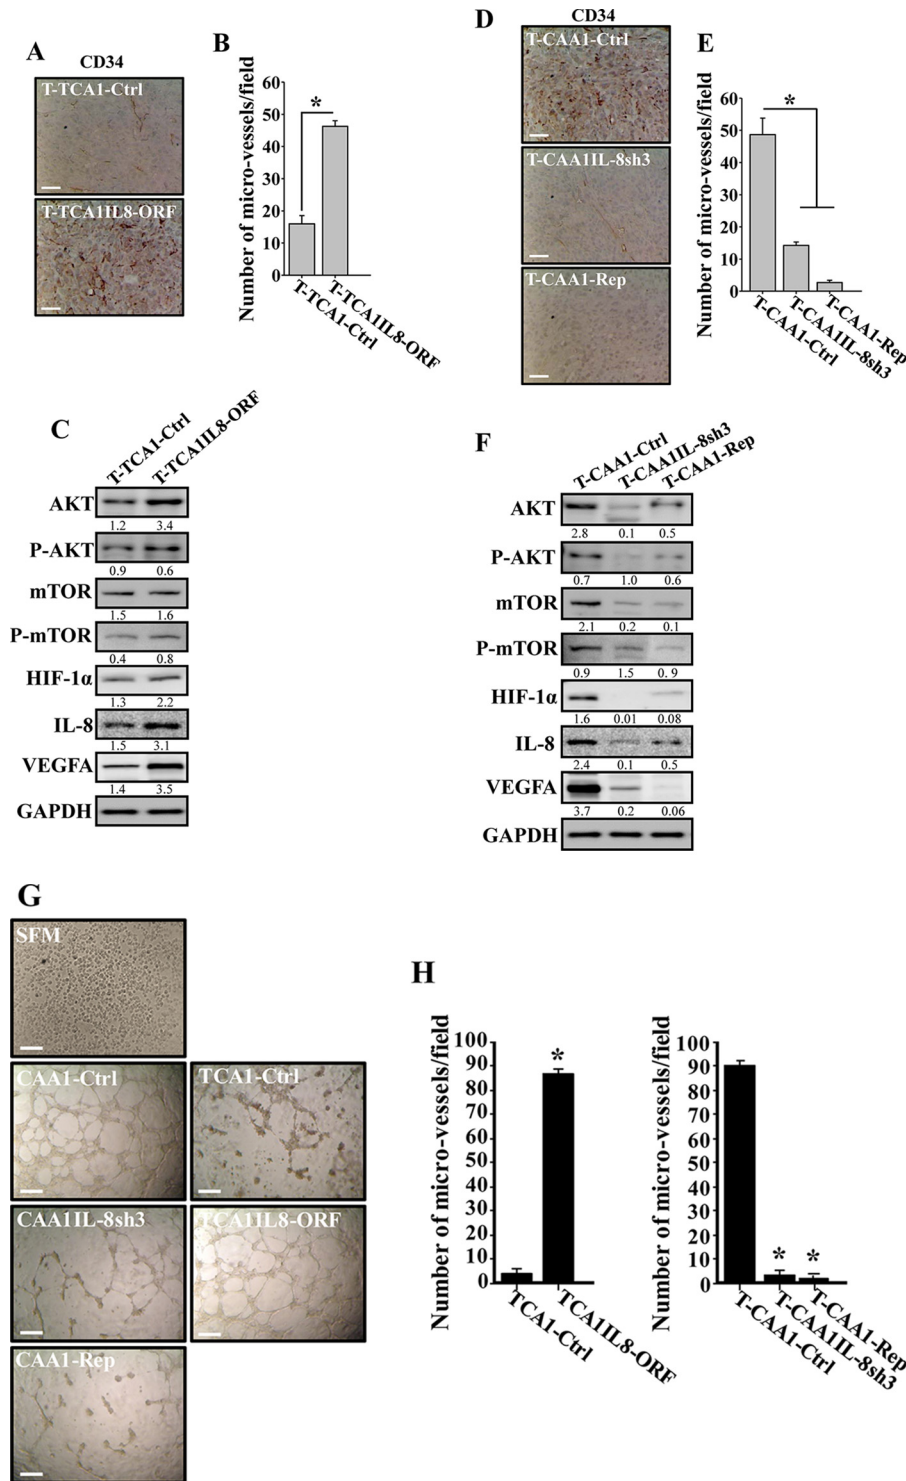 A
CD34
T-TCA1-Ctrl
T-TCA1IL8-ORF
B
Number of micro-vessels/field
60
50
40
30
20
10
0
*
T-TCA1-Ctrl
T-TCA1IL8-ORF
D
CD34
T-CAA1-Ctrl
T-CAA1IL-8sh3
T-CAA1-Rep
E
Number of micro-vessels/field
60
50
40
30
20
10
0
*
T-CAA1-Ctrl
T-CAA1IL-8sh3
T-CAA1-Rep
C
T-TCA1-Ctrl
T-TCA1IL8-ORF
AKT
1.2 3.4
P-AKT
0.9 0.6
mTOR
1.5 1.6
P-mTOR
0.4 0.8
HIF-1α
1.3 2.2
IL-8
1.5 3.1
VEGFA
1.4 3.5
GAPDH
F
T-CAA1-Ctrl
T-CAA1IL-8sh3
T-CAA1-Rep
AKT
2.8 0.1 0.5
P-AKT
0.7 1.0 0.6
mTOR
2.1 0.2 0.1
P-mTOR
0.9 1.5 0. 9
HIF-1α
1.6 0.01 0.08
IL-8
2.4 0.1 0.5
VEGFA
3.7 0.2 0.06
GAPDH
G
SFM
CAA1-Ctrl
TCA1-Ctrl
CAA1IL-8sh3
TCA1IL8-ORF
CAA1-Rep
H
Number of micro-vessels/field
100
90
80
70
60
50
40
30
20
10
0
*
TCA1-Ctrl
TCA1IL8-ORF
Number of micro-vessels/field
100
90
80
70
60
50
40
30
20
10
0
* *
T-CAA1-Ctrl
T-CAA1IL-8sh3
T-CAA1-Rep